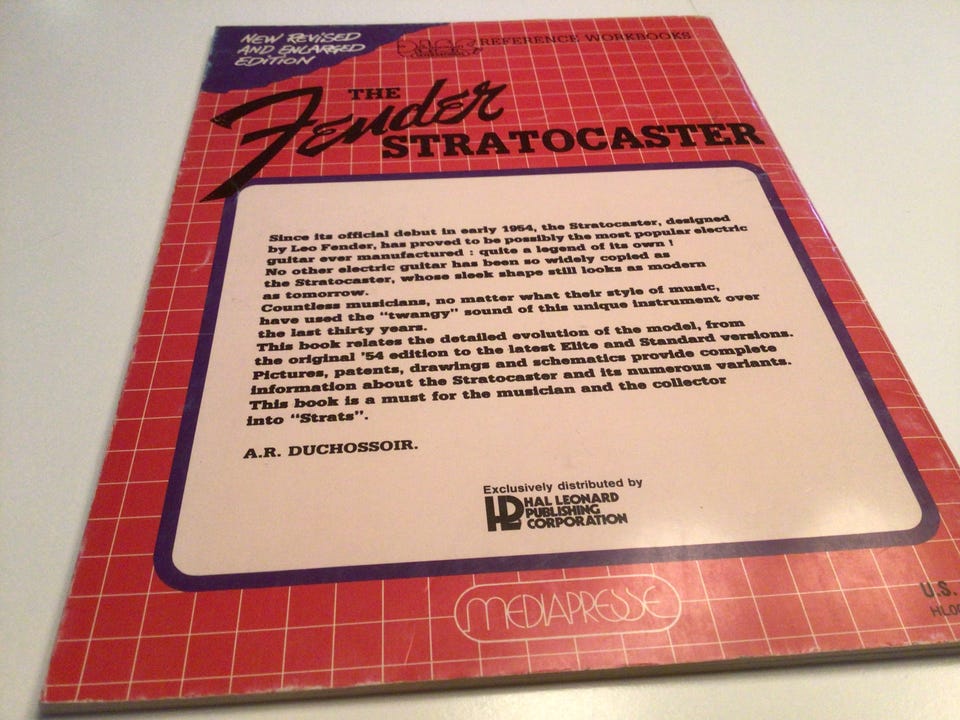 NEW REVISED
AND ENLARGED
EDITION
REFERENCE WORKBOOKS
THE
Fender
STRATOCASTER
Since its official debut in early 1954, the Stratocaster, designed
by Leo Fender, has proved to be possibly the most popular electric
guitar ever manufactured : quite a legend of its own !
No other electric guitar has been so widely copied as
the Stratocaster, whose sleek shape still looks as modern
as tomorrow.
Countless musicians, no matter what their style of music,
have used the "twangy" sound of this unique instrument over
the last thirty years.
This book relates the detailed evolution of the model, from
the original '54 edition to the latest Elite and Standard versions.
Pictures, patents, drawings and schematics provide complete
information about the Stratocaster and its numerous variants.
This book is a must for the musician and the collector
into "Strats".
A.R. DUCHOSSOIR.
Exclusively distributed by
HAL LEONARD
PUBLISHING
CORPORATION
MEDIAPRESSE
U.S.